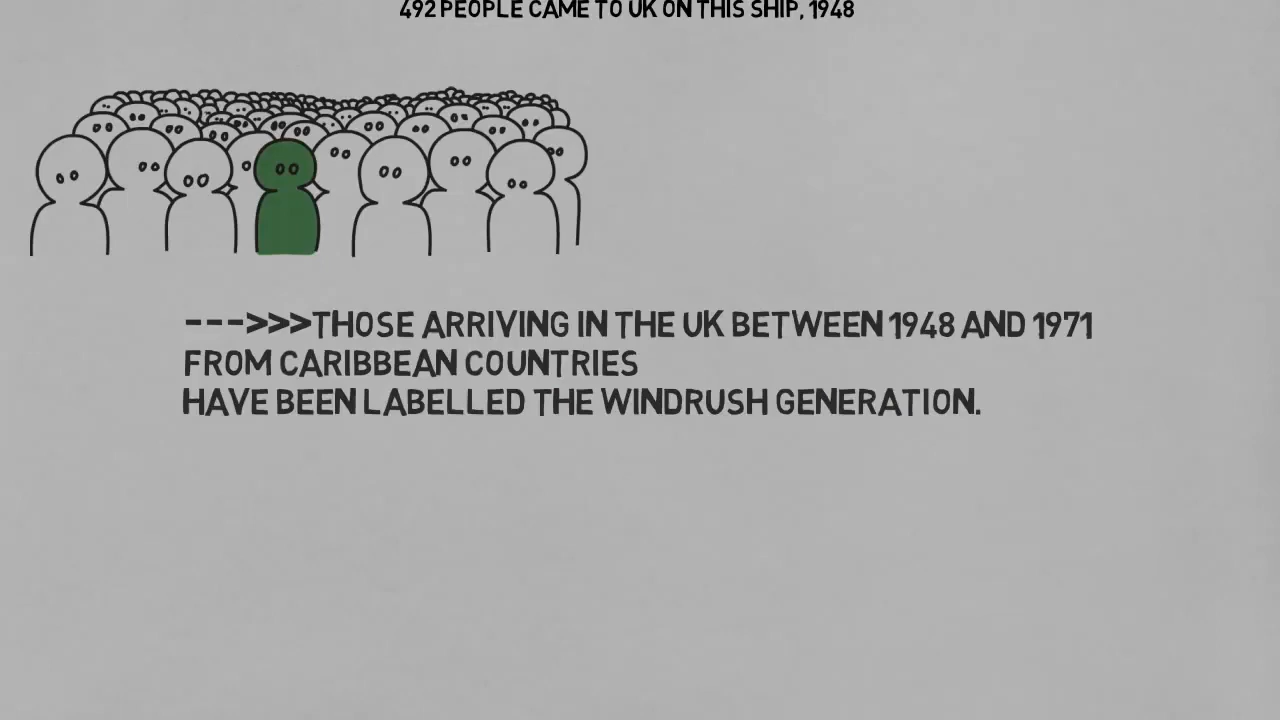 492 PEOPLE CAME TO UK ON THIS SHIP, 1948
--->>>THOSE ARRIVING IN THE UK BETWEEN 1948 AND 1971
FROM CARIBBEAN COUNTRIES
HAVE BEEN LABELLED THE WINDRUSH GENERATION.